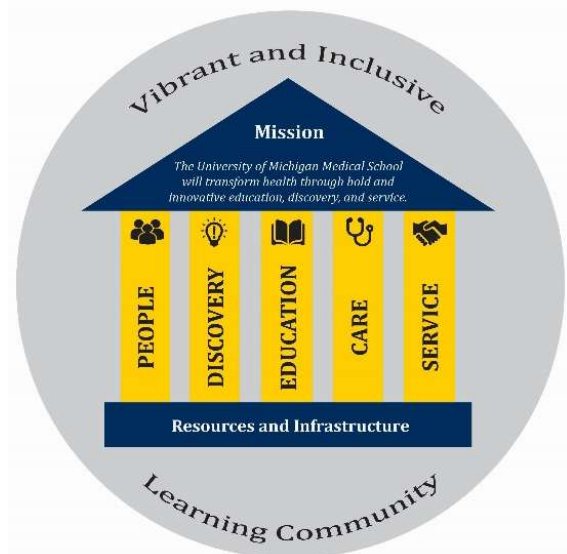 Vibrant and Inclusive
Mission
The University of Michigan Medical School
will transform health through bold and
innovative education, discovery, and service.
PEOPLE
DISCOVERY
EDUCATION
CARE
SERVICE
Resources and Infrastructure
Learning Community